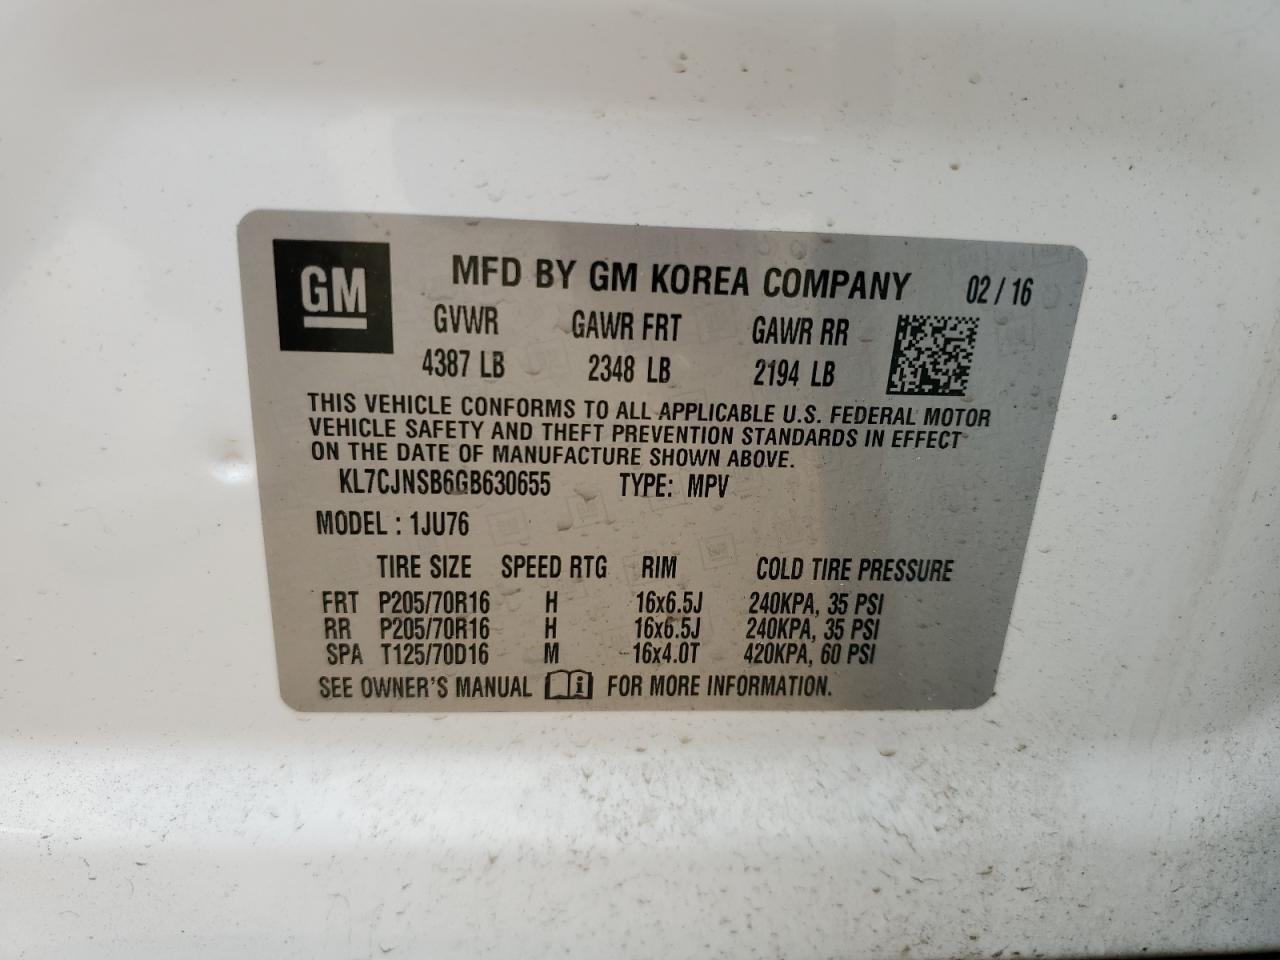 GM MFD BY GM KOREA COMPANY 02 / 16
GVWR GAWR FRT GAWR RR
4387 LB 2348 LB 2194 LB
THIS VEHICLE CONFORMS TO ALL APPLICABLE U.S. FEDERAL MOTOR
VEHICLE SAFETY AND THEFT PREVENTION STANDARDS IN EFFECT
ON THE DATE OF MANUFACTURE SHOWN ABOVE.
KL7CJNSB6GB630655 TYPE: MPV
MODEL : 1JU76
TIRE SIZE SPEED RTG RIM COLD TIRE PRESSURE
FRT P205/70R16 H 16x6.5J 240KPA, 35 PSI
RR P205/70R16 H 16x6.5J 240KPA, 35 PSI
SPA T125/70D16 M 16x4.0T 420KPA, 60 PSI
SEE OWNER'S MANUAL i FOR MORE INFORMATION.